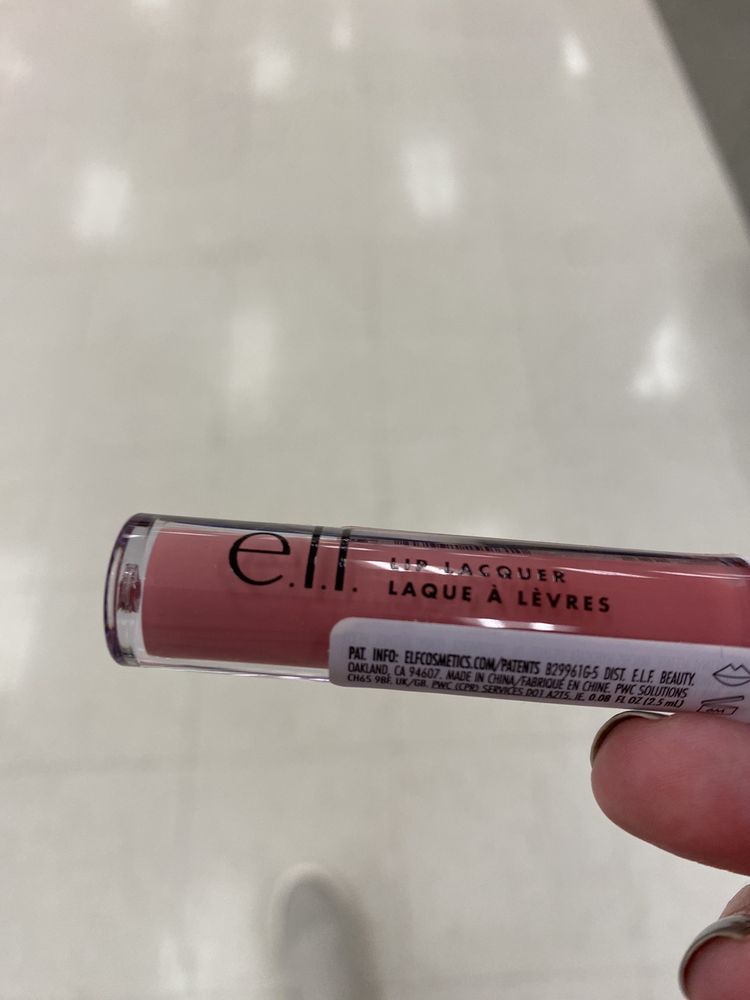 e.l.f.
LIP LACQUER
LAQUE À LÈVRES
PAT. INFO: ELFCOSMETICS.COM/PATENTS B29961G-5 DIST. E.L.F. BEAUTY,
OAKLAND, CA 94607. MADE IN CHINA/FABRIQUÉ EN CHINE. PWC SOLUTIONS
CH65 9BF. UK/GB. PWC (CPR) SERVICES D01 A2T5. IE. 0.08 FL OZ (2.5 mL)